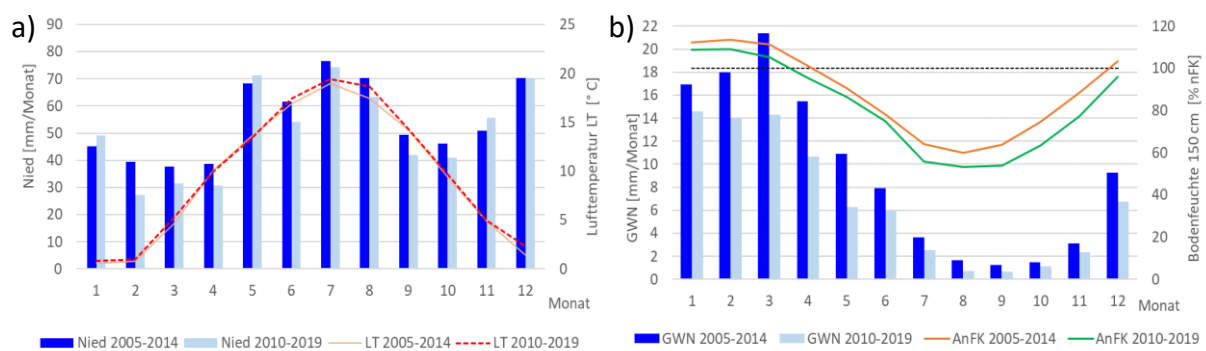 a)
Nied [mm/Monat]
90
80
70
60
50
40
30
20
10
0
25
20
15
10
5
0
Lufttemperatur LT [° C]
1 2 3 4 5 6 7 8 9 10 11 12
Monat
Nied 2005-2014 Nied 2010-2019 LT 2005-2014 LT 2010-2019
b)
GWN [mm/Monat]
22
20
18
16
14
12
10
8
6
4
2
0
120
100
80
60
40
20
0
Bodenfeuchte 150 cm [% nFK]
1 2 3 4 5 6 7 8 9 10 11 12
Monat
GWN 2005-2014 GWN 2010-2019 AnFK 2005-2014 AnFK 2010-2019